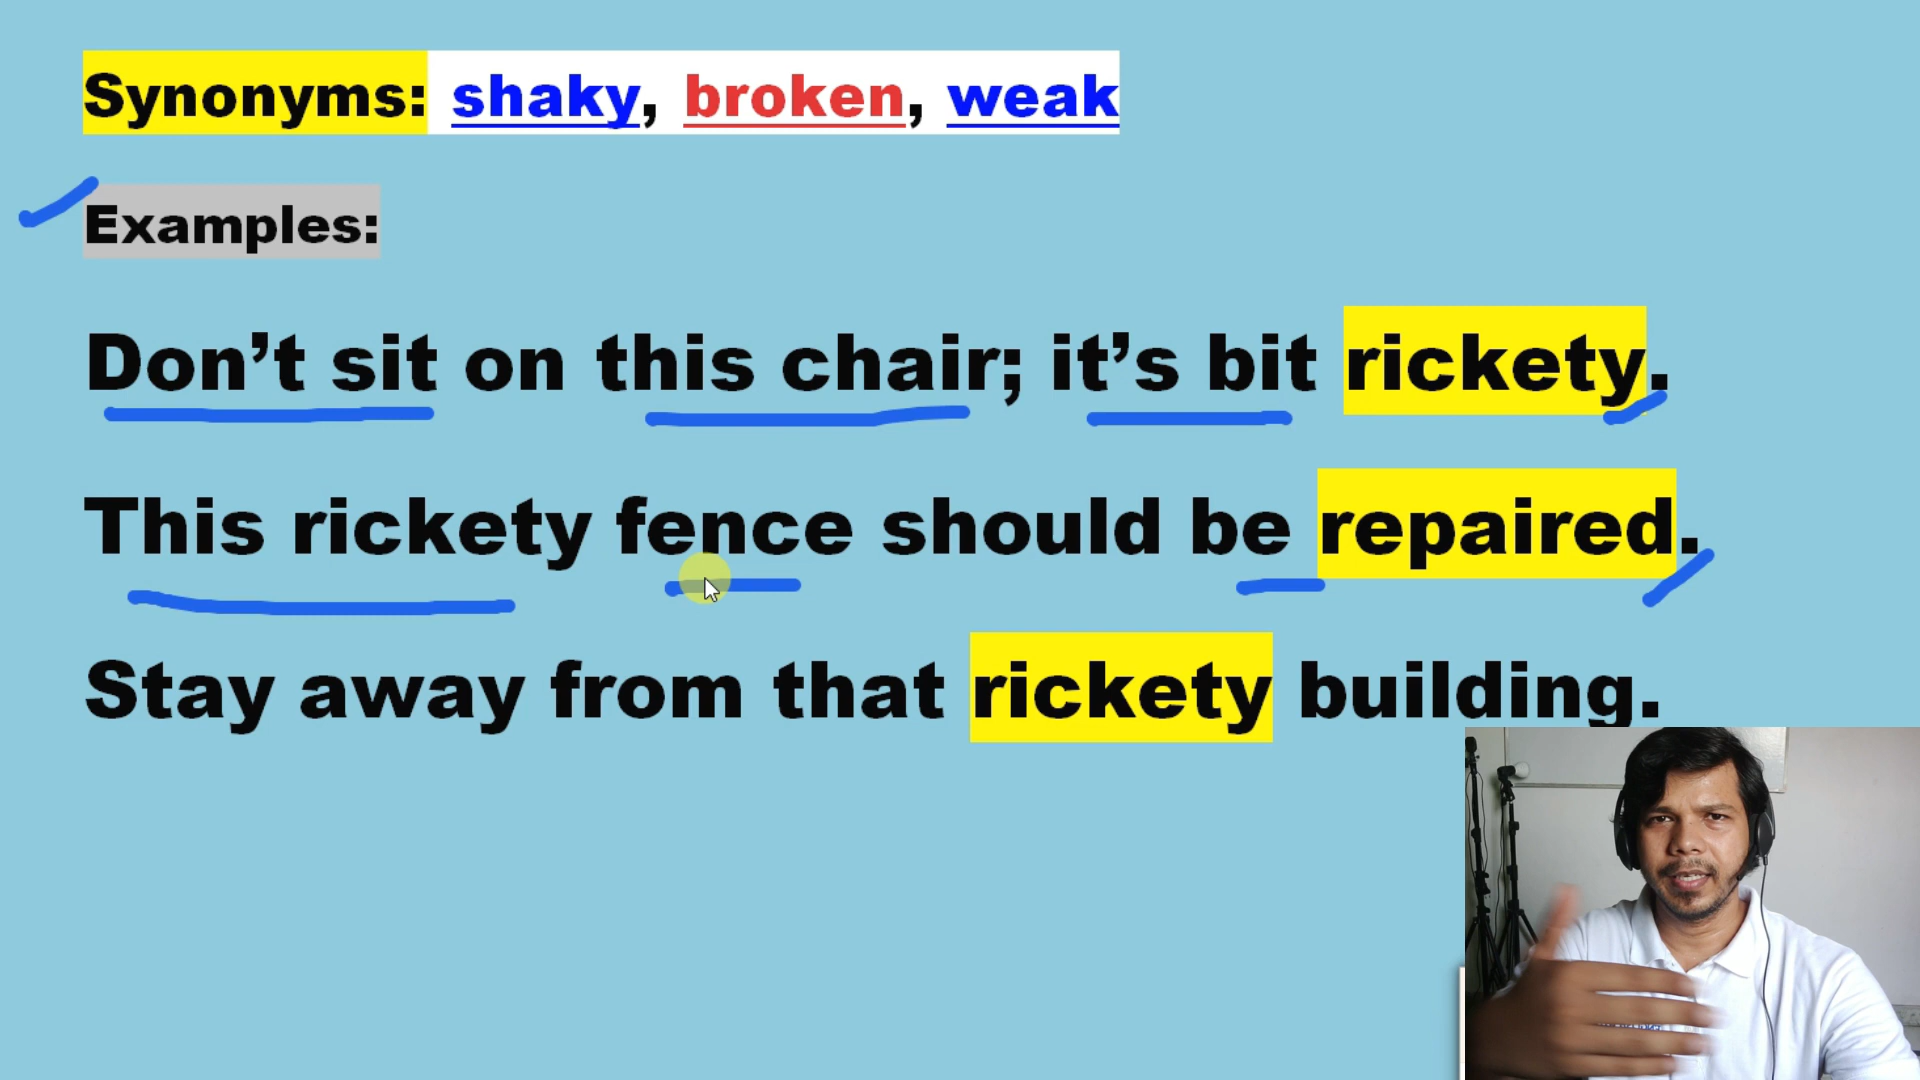 Synonyms: shaky, broken, weak
Examples:
Don’t sit on this chair; it’s bit rickety.
This rickety fence should be repaired.
Stay away from that rickety building.